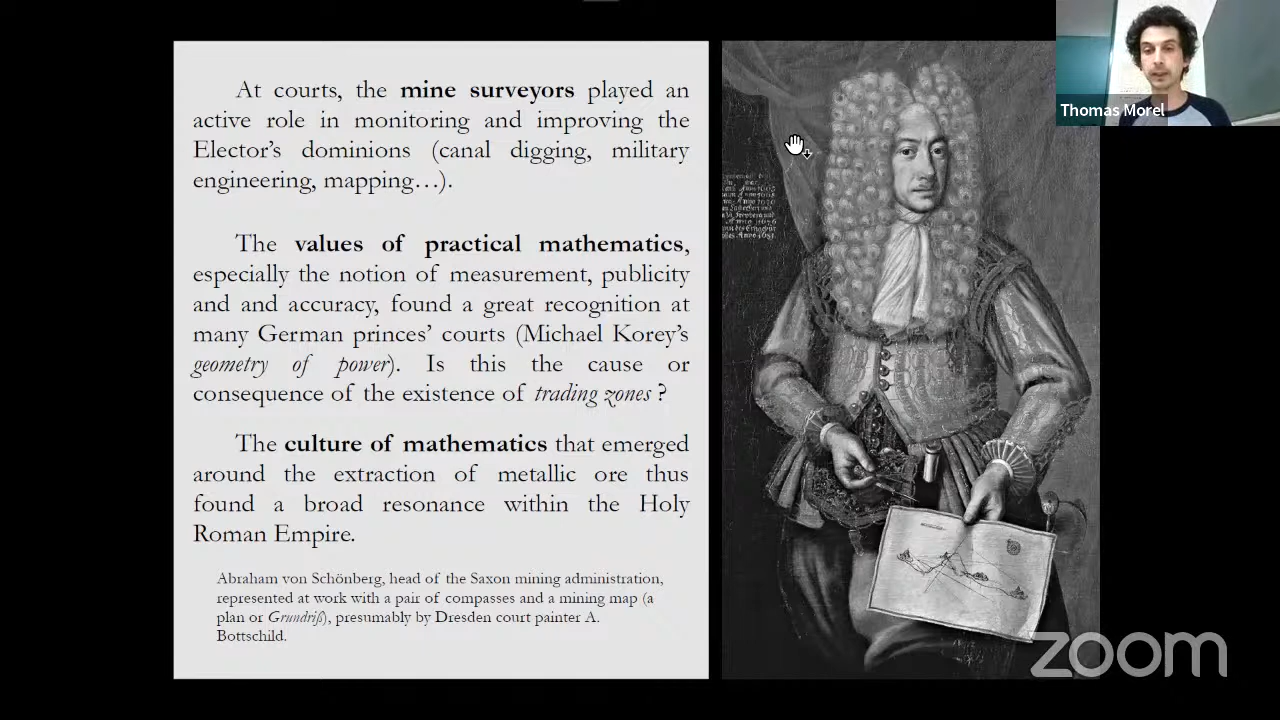 At courts, the mine surveyors played an
active role in monitoring and improving the
Elector's dominions (canal digging, military
engineering, mapping…).
The values of practical mathematics,
especially the notion of measurement, publicity
and and accuracy, found a great recognition at
many German princes' courts (Michael Korey's
geometry of power). Is this the cause or
consequence of the existence of trading zones ?
The culture of mathematics that emerged
around the extraction of metallic ore thus
found a broad resonance within the Holy
Roman Empire.
Abraham von Schönberg, head of the Saxon mining administration,
represented at work with a pair of compasses and a mining map (a
plan or Grundriß), presumably by Dresden court painter A.
Bottschild.
Thomas Morel
zoom